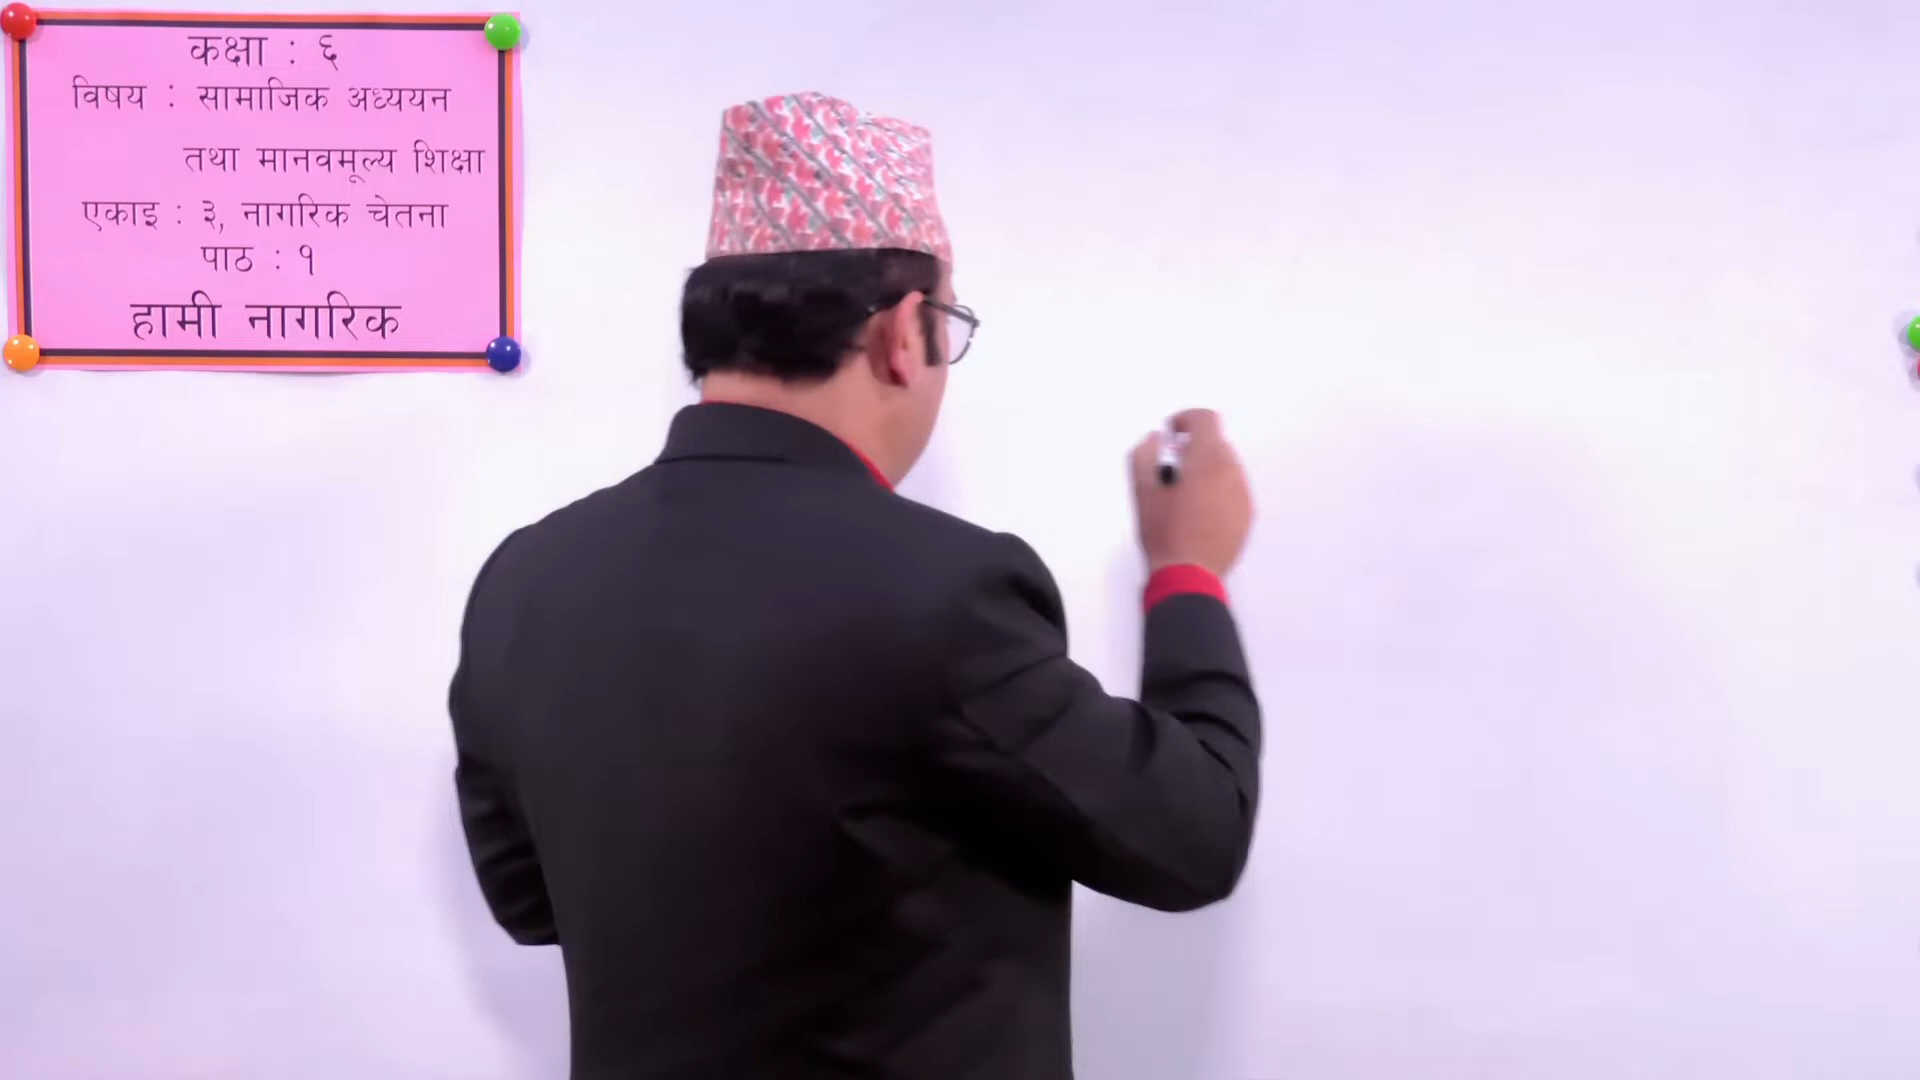 कक्षा : ६
विषय : सामाजिक अध्ययन
तथा मानवमूल्य शिक्षा
एकाइ : ३, नागरिक चेतना
पाठ : १
हामी नागरिक